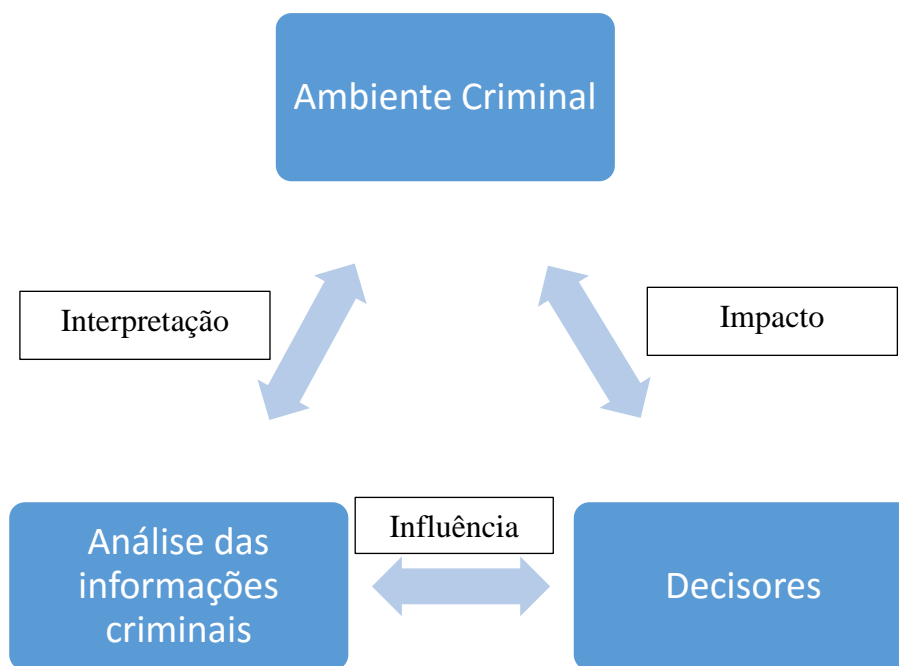 Ambiente Criminal
Interpretação
Impacto
Influência
Análise das
informações
criminais
Decisores